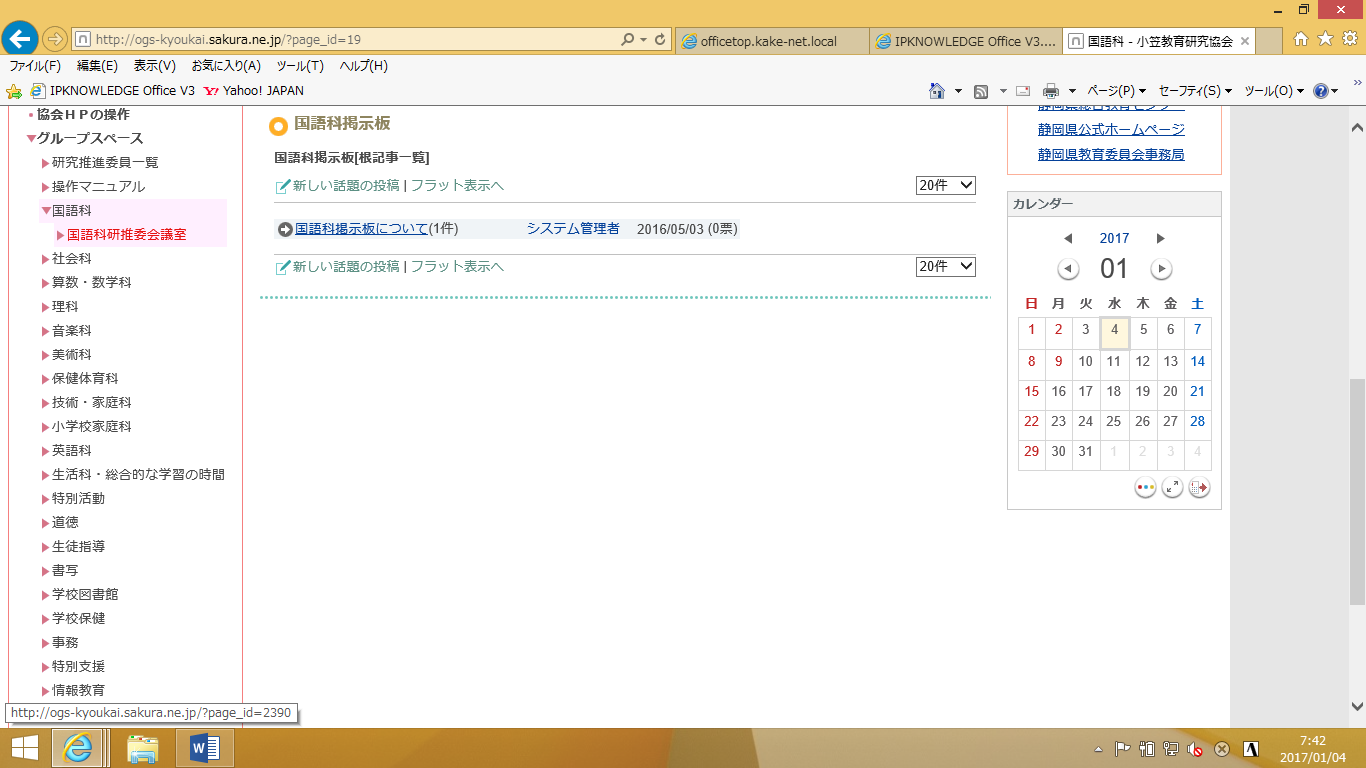 http://ogs-kyoukai.sakura.ne.jp/?page_id=19
officetop.kake-net.local
IPKNOWLEDGE Office V3....
国語科 - 小笠教育研究協会
ファイル(F) 編集(E) 表示(V) お気に入り(A) ツール(T) ヘルプ(H)
IPKNOWLEDGE Office V3 Yahoo! JAPAN
ページ(P) セーフティ(S) ツール(O)
協会ＨＰの操作
グループスペース
研究推進委員一覧
操作マニュアル
国語科
国語科研推委会議室
社会科
算数・数学科
理科
音楽科
美術科
保健体育科
技術・家庭科
小学校家庭科
英語科
生活科・総合的な学習の時間
特別活動
道徳
生徒指導
書写
学校図書館
学校保健
事務
特別支援
情報教育
国語科掲示板
国語科掲示板[根記事一覧]
新しい話題の投稿 | フラット表示へ 20件
国語科掲示板について(1件) システム管理者 2016/05/03 (0票)
新しい話題の投稿 | フラット表示へ 20件
静岡県総合教育センター
静岡県公式ホームページ
静岡県教育委員会事務局
カレンダー
2017
01
日 月 火 水 木 金 土
1 2 3 4 5 6 7
8 9 10 11 12 13 14
15 16 17 18 19 20 21
22 23 24 25 26 27 28
29 30 31 1 2 3 4
http://ogs-kyoukai.sakura.ne.jp/?page_id=2390
A
7:42
2017/01/04